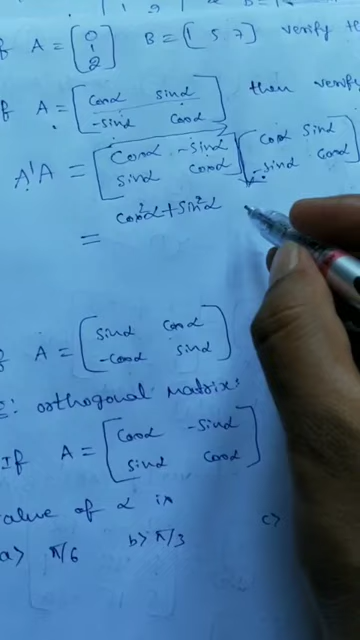 If A = [0 1 2] B = [1 5 7] verify
If A = [cosα sinα -sinα cosα] then verify
A'A = [cosα -sinα sinα cosα] [cosα sinα -sinα cosα]
= cos²α + sin²α
If A = [sinα cosα -cosα sinα]
: orthogonal matrix:
If A = [cosα -sinα sinα cosα]
value of α is
a> π/6 b> π/3 c>